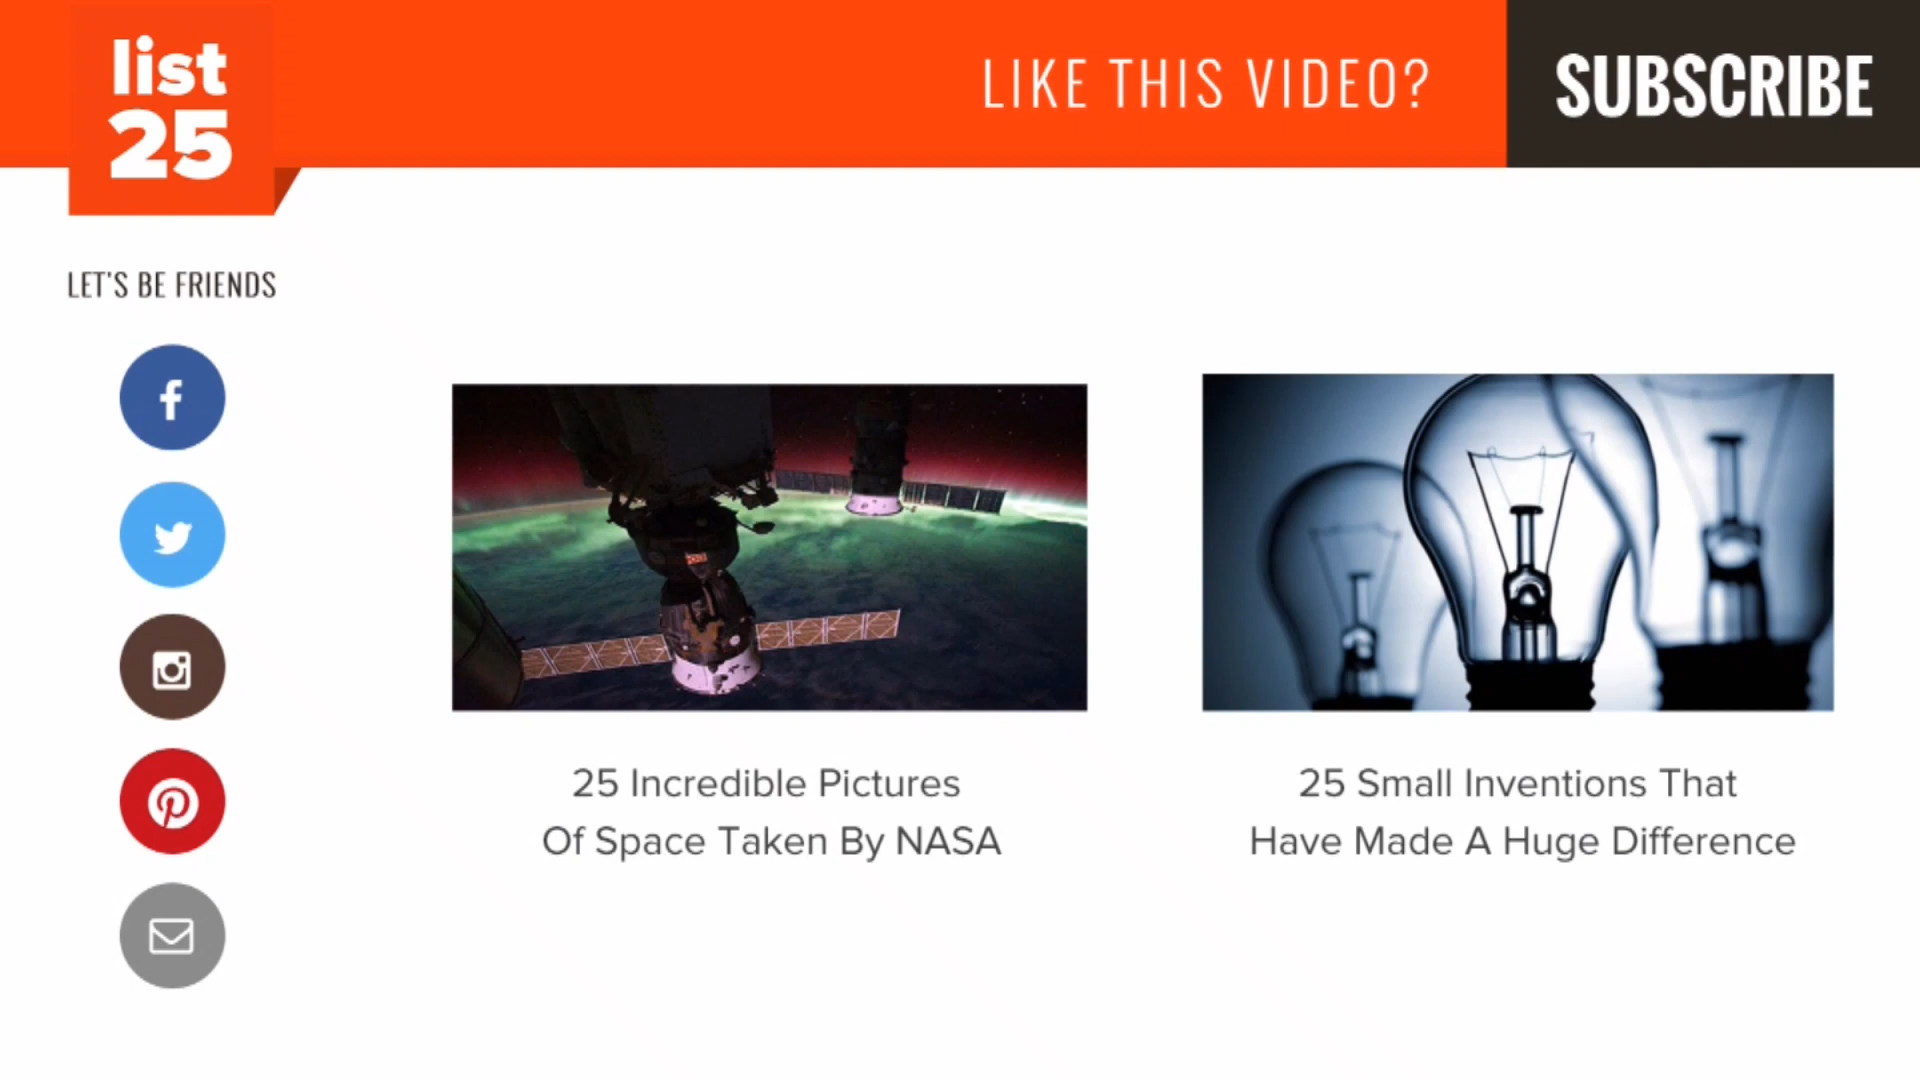 list
25
LIKE THIS VIDEO?
SUBSCRIBE
LET'S BE FRIENDS
25 Incredible Pictures
Of Space Taken By NASA
25 Small Inventions That
Have Made A Huge Difference